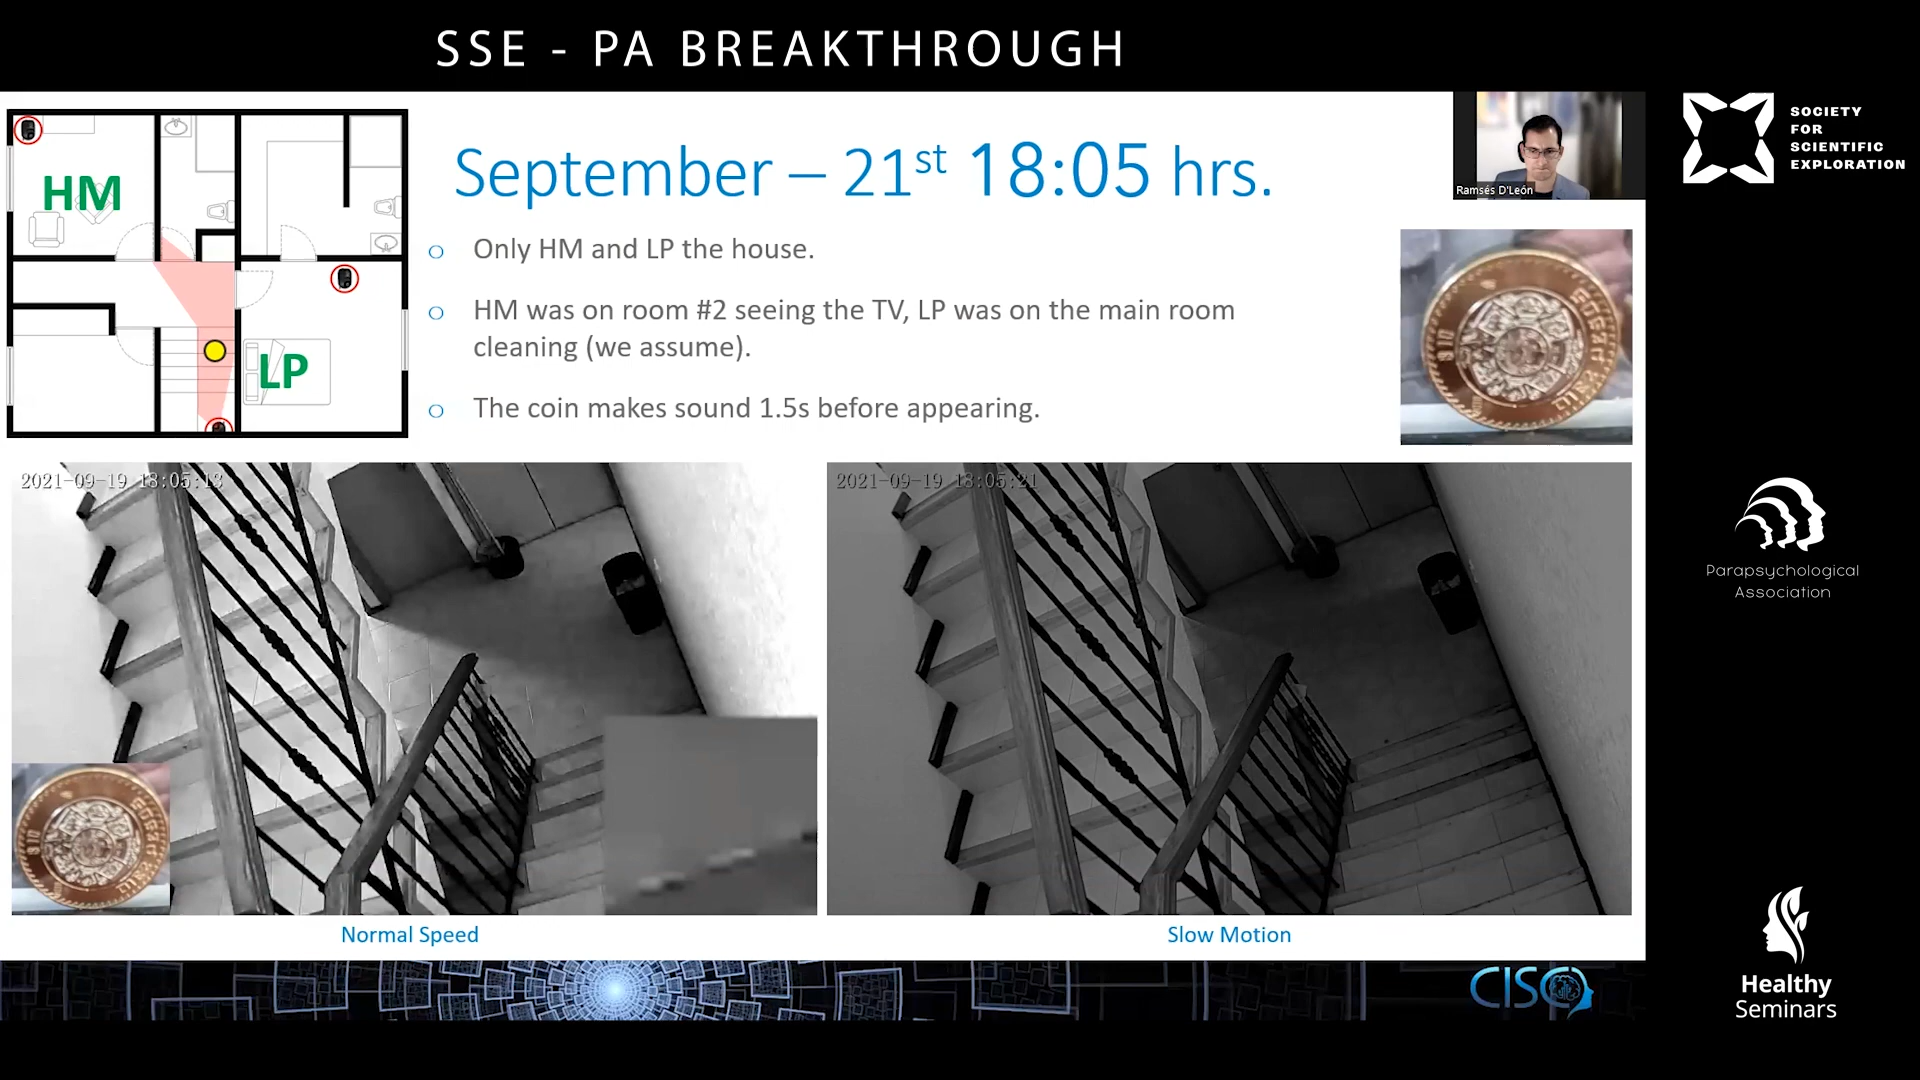 SSE - PA BREAKTHROUGH
HM
LP
September – 21st 18:05 hrs.
Ramsés D'León
SOCIETY
FOR
SCIENTIFIC
EXPLORATION
o Only HM and LP the house.
o HM was on room #2 seeing the TV, LP was on the main room
cleaning (we assume).
o The coin makes sound 1.5s before appearing.
$10
2021-09-19 18:05:13
2021-09-19 18:05:21
$10
Normal Speed
Slow Motion
Parapsychological
Association
CISC
Healthy
Seminars